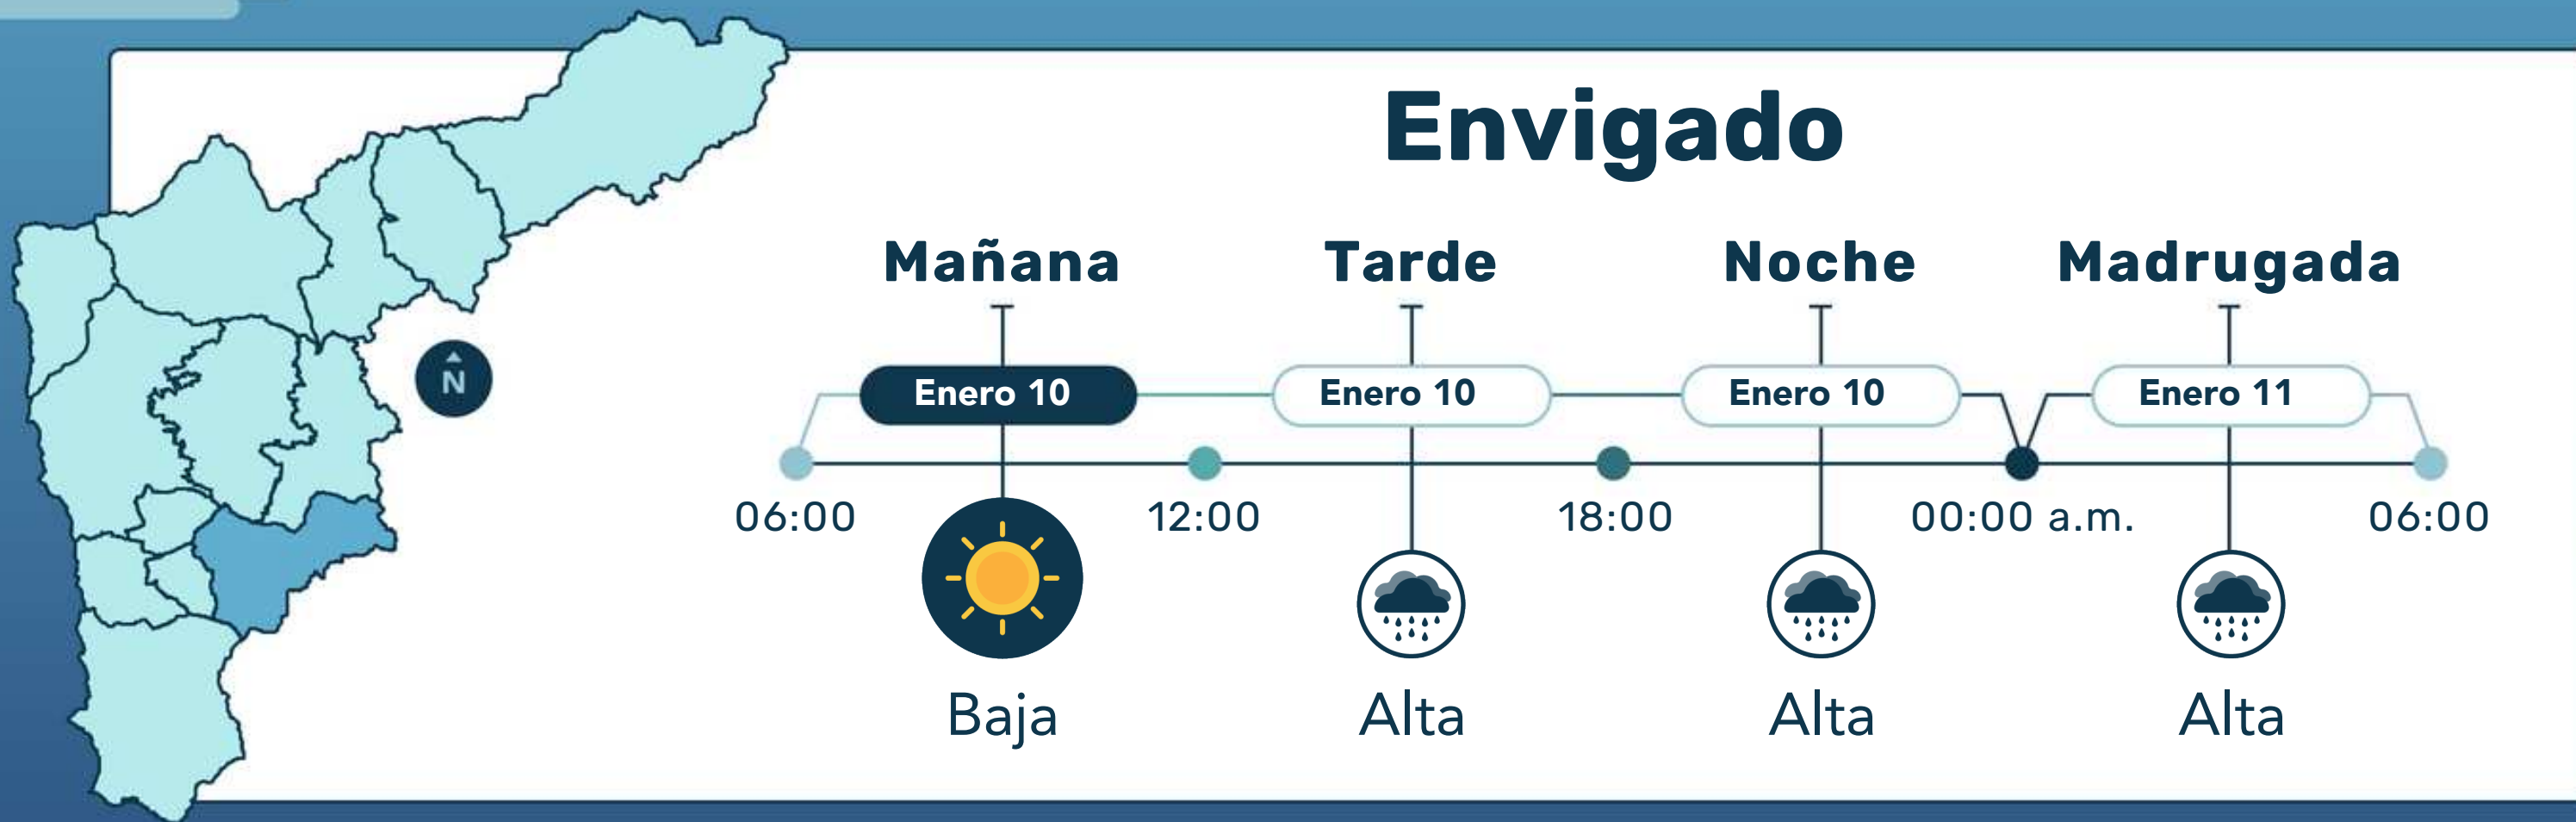 Envigado
Mañana Tarde Noche Madrugada
Enero 10 Enero 10 Enero 10 Enero 11
N
06:00 12:00 18:00 00:00 a.m. 06:00
Baja Alta Alta Alta